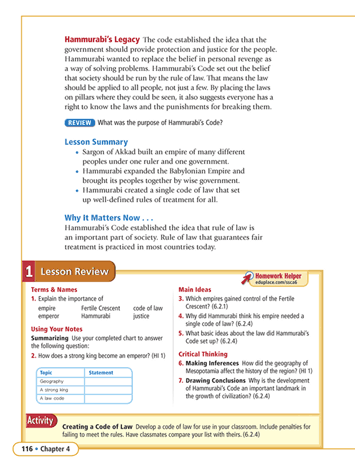 Hammurabi's Legacy The code established the idea that the
government should provide protection and justice for the people.
Hammurabi wanted to replace the belief in personal revenge as
a way of solving problems. Hammurabi's Code set out the belief
that society should be run by the rule of law. That means the law
should be applied to all people, not just a few. By placing the laws
on pillars where they could be seen, it also suggests everyone has a
right to know the laws and the punishments for breaking them.
REVIEW What was the purpose of Hammurabi's Code?
Lesson Summary
• Sargon of Akkad built an empire of many different
peoples under one ruler and one government.
• Hammurabi expanded the Babylonian Empire and
brought its peoples together by wise government.
• Hammurabi created a single code of law that set
up well-defined rules of treatment for all.
Why It Matters Now . . .
Hammurabi's Code established the idea that rule of law is
an important part of society. Rule of law that guarantees fair
treatment is practiced in most countries today.
1 Lesson Review
Homework Helper
eduplace.com/ssca6
Terms & Names
1. Explain the importance of
empire Fertile Crescent code of law
emperor Hammurabi justice
Using Your Notes
Summarizing Use your completed chart to answer
the following question:
2. How does a strong king become an emperor? (HI 1)
Topic Statement
Geography
A strong king
A law code
Main Ideas
3. Which empires gained control of the Fertile
Crescent? (6.2.1)
4. Why did Hammurabi think his empire needed a
single code of law? (6.2.4)
5. What basic ideas about the law did Hammurabi's
Code set up? (6.2.4)
Critical Thinking
6. Making Inferences How did the geography of
Mesopotamia affect the history of the region? (HI 1)
7. Drawing Conclusions Why is the development
of Hammurabi's Code an important landmark in
the growth of civilization? (6.2.4)
Activity
Creating a Code of Law Develop a code of law for use in your classroom. Include penalties for
failing to meet the rules. Have classmates compare your list with theirs. (6.2.4)
116 • Chapter 4